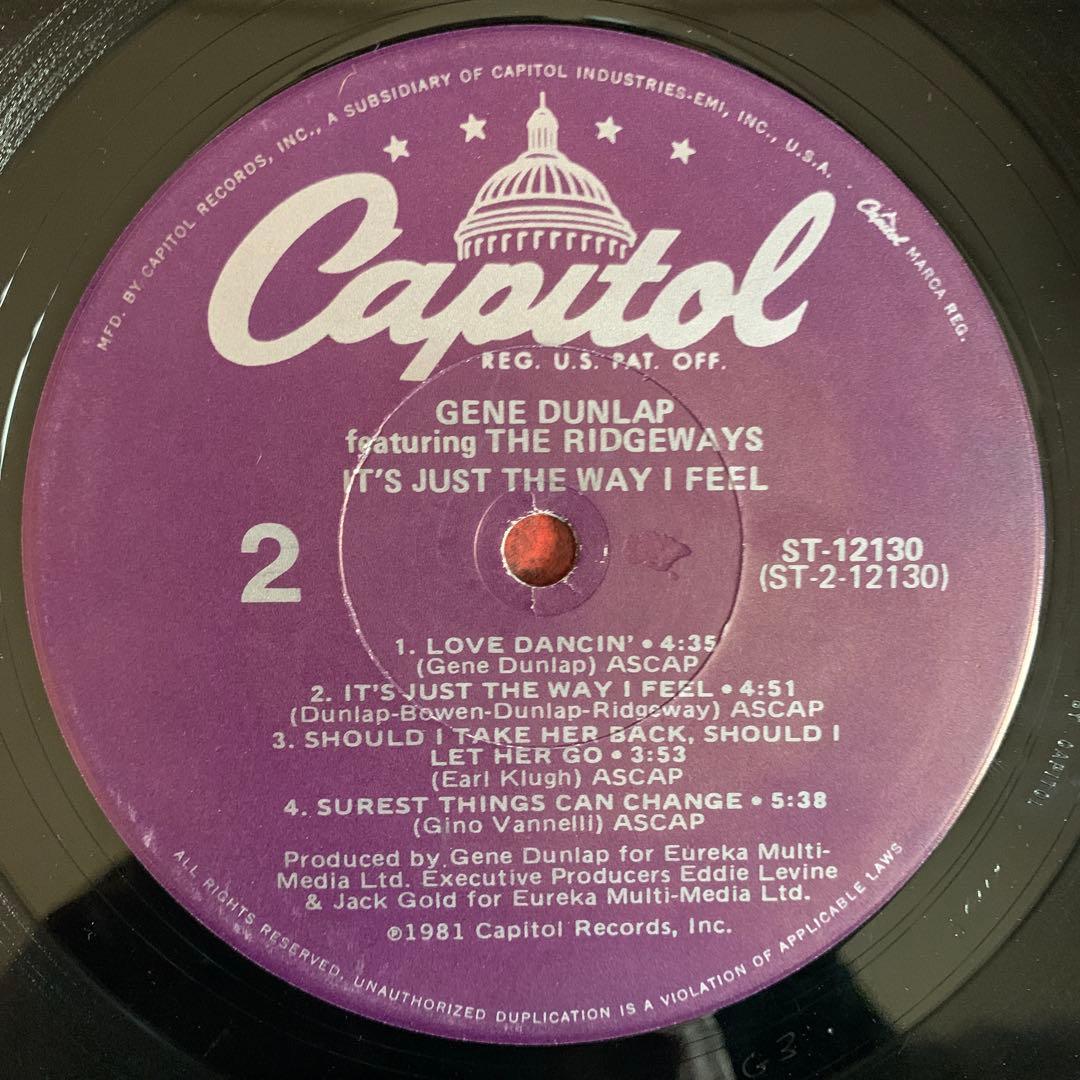 MFD. BY CAPITOL RECORDS, INC., A SUBSIDIARY OF CAPITOL INDUSTRIES-EMI, INC., U.S.A. . Capitol MARCA REG.
Capitol
REG. U.S. PAT. OFF.
GENE DUNLAP
featuring THE RIDGEWAYS
IT'S JUST THE WAY I FEEL
2
ST-12130
(ST-2-12130)
1. LOVE DANCIN' • 4:35
(Gene Dunlap) ASCAP
2. IT'S JUST THE WAY I FEEL • 4:51
(Dunlap-Bowen-Dunlap-Ridgeway) ASCAP
3. SHOULD I TAKE HER BACK, SHOULD I
LET HER GO • 3:53
(Earl Klugh) ASCAP
4. SUREST THINGS CAN CHANGE • 5:38
(Gino Vannelli) ASCAP
Produced by Gene Dunlap for Eureka Multi-
Media Ltd. Executive Producers Eddie Levine
& Jack Gold for Eureka Multi-Media Ltd.
℗1981 Capitol Records, Inc.
ALL RIGHTS RESERVED. UNAUTHORIZED DUPLICATION IS A VIOLATION OF APPLICABLE LAWS
BY CAPITOL
G3